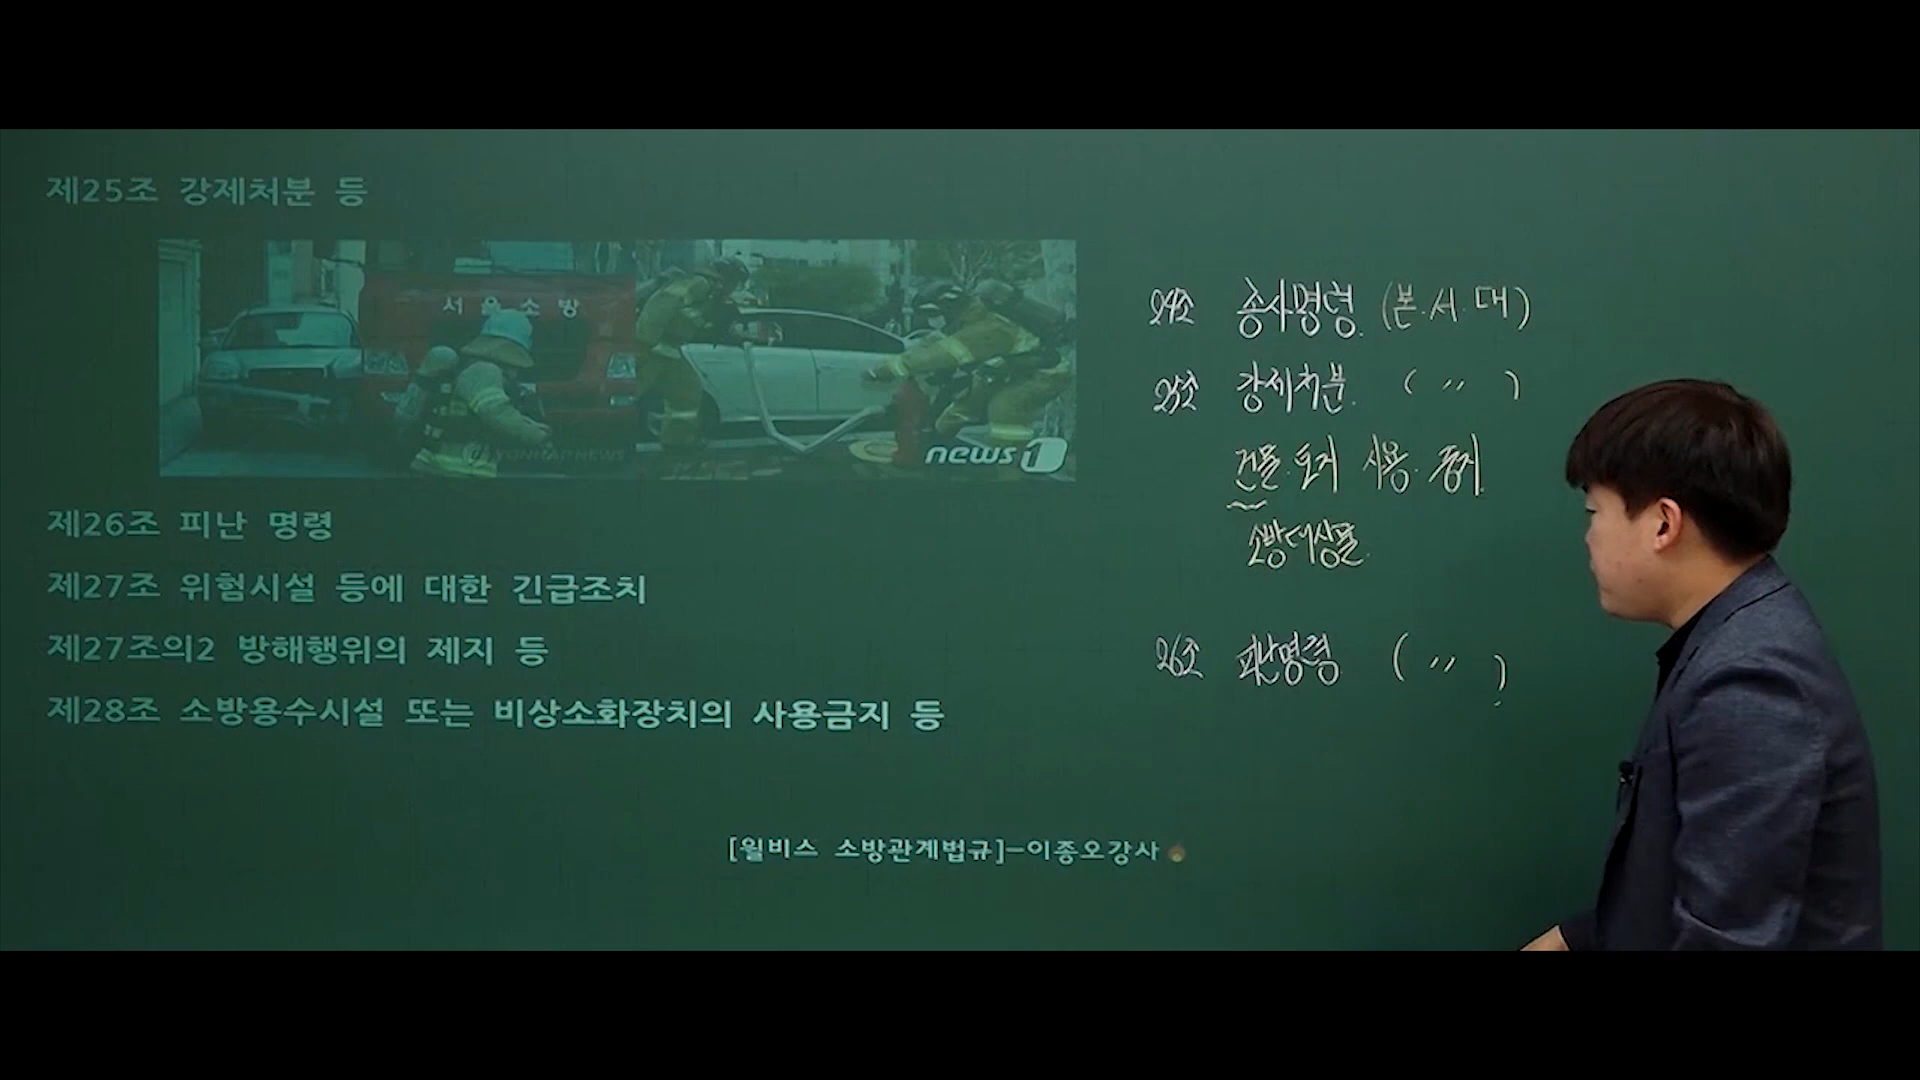 제25조 강제처분 등
서울소방
YONHAP NEWS
news1
제26조 피난 명령
제27조 위험시설 등에 대한 긴급조치
제27조의2 방해행위의 제지 등
제28조 소방용수시설 또는 비상소화장치의 사용금지 등
[윌비스 소방관계법규]-이종오강사
24조 종사명령 (본.서.대)
25조 강제처분. ( 〃 )
건물.토지 사용.
소방대상물.
26조 피난명령 ( 〃 )